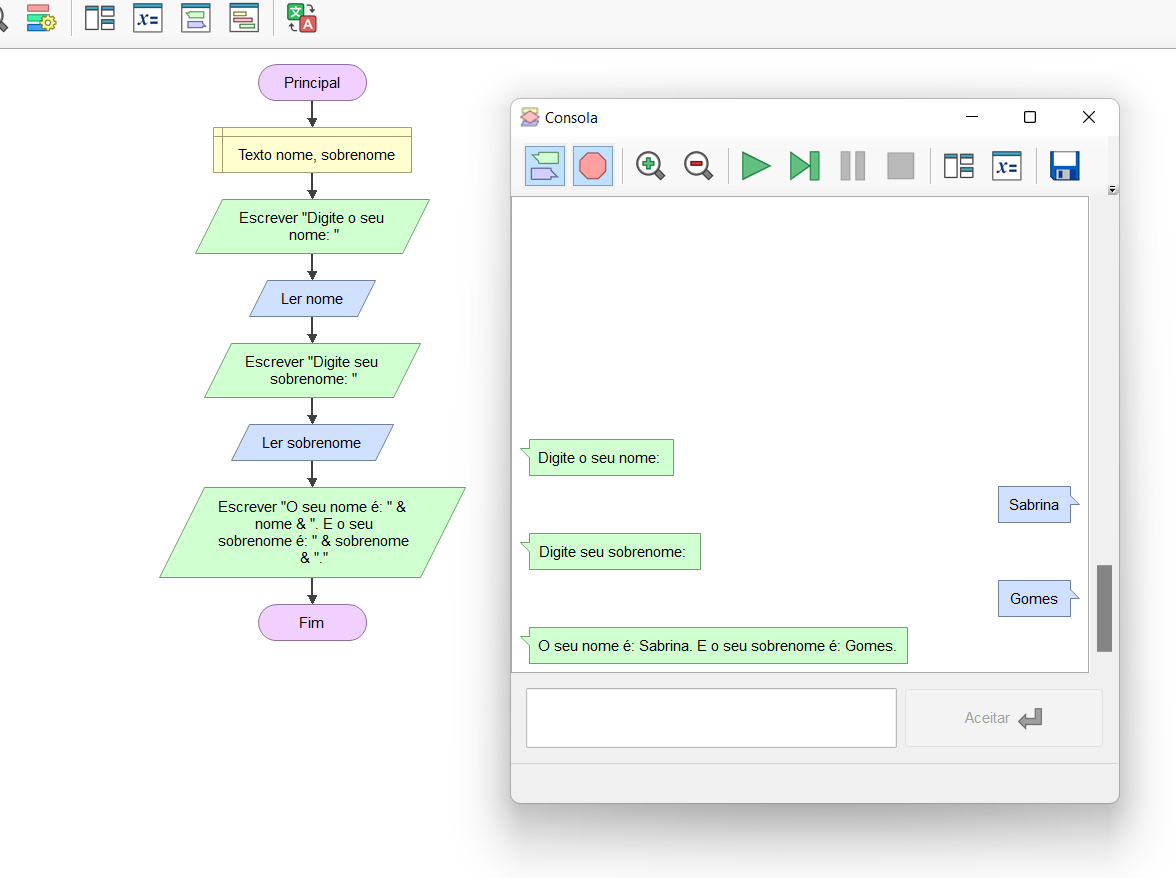 文
A
x=
Principal
Texto nome, sobrenome
Escrever "Digite o seu
nome: "
Ler nome
Escrever "Digite seu
sobrenome: "
Ler sobrenome
Escrever "O seu nome é: " &
nome & ". E o seu
sobrenome é: " & sobrenome
& "."
Fim
Consola
x=
Digite o seu nome:
Sabrina
Digite seu sobrenome:
Gomes
O seu nome é: Sabrina. E o seu sobrenome é: Gomes.
Aceitar